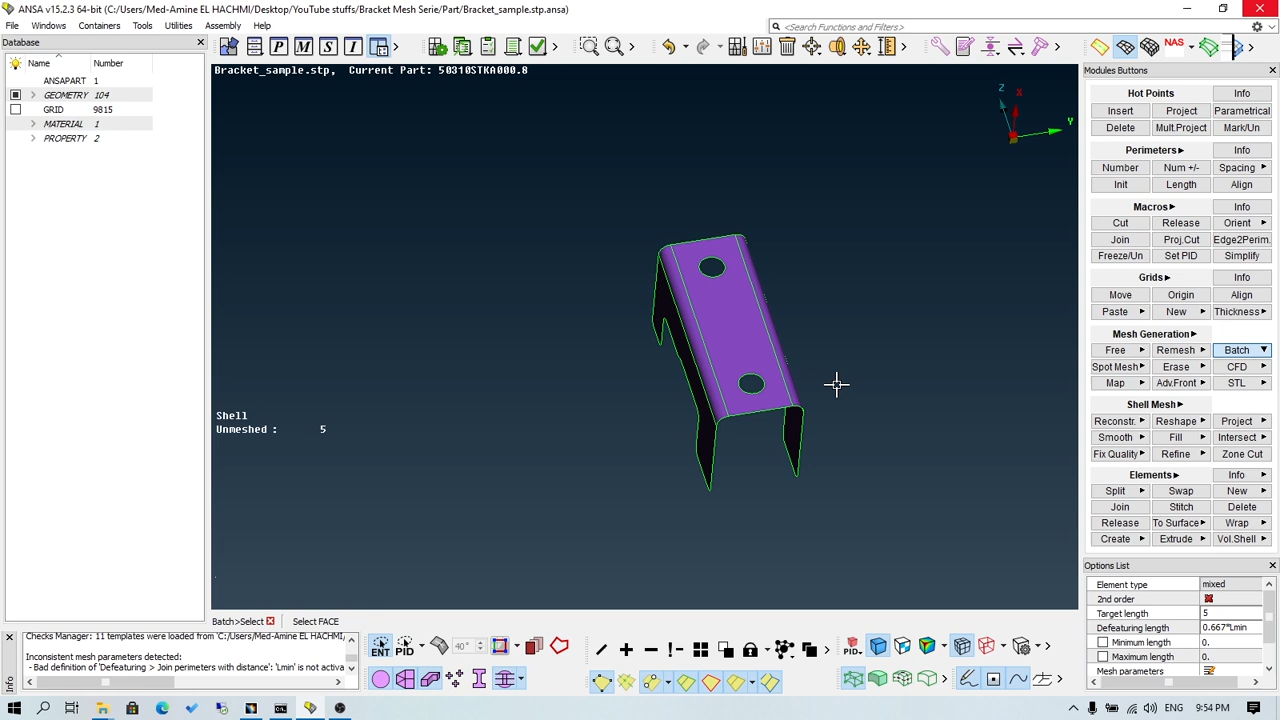 ANSA v15.2.3 64-bit (C:/Users/Med-Amine EL HACHMI/Desktop/YouTube stuffs/Bracket Mesh Serie/Part/Bracket_sample.stp.ansa)
File Views Containers Tools Utilities Assembly Help
<Search Functions>
Database
P M S I
NAS
Modules Buttons
Name Number
ANSAPART 1
GEOMETRY 104
GRID 9815
MATERIAL 1
PROPERTY 2
Bracket_sample.stp, Current Part: 50310STKA000.8
Z X Y
Shell
Unmeshed : 5
Hot Points Info
Insert Project Parametrical
Delete Mult.Project Mark/Un
Perimeters Info
Number Num +/- Spacing
Init Length Align
Macros Info
Cut Release Orient
Join Proj.Cut Edge2Perim.
Freeze/Un Set PID Simplify
Grids Info
Move Origin Align
Paste New Thickness
Mesh Generation
Free Remesh Batch
Spot Mesh Erase CFD
Map Adv.Front STL
Shell Mesh
Reconstr. Reshape Project
Smooth Fill Intersect
Fix Quality Refine Zone Cut
Elements Info
Split Swap New
Join Stitch Delete
Release To Surface Wrap
Create Extrude Vol.Shell
Options List
Element type mixed
2nd order
Target length 5
Defeaturing length 0.667*Lmin
Minimum length 0.
Maximum length 0.
Mesh parameters
Batch>Select Select FACE
Checks Manager: 11 templates were loaded from 'C:/Users/Med-Amine EL HACHMI/
Inconsistent mesh parameters detected:
- Bad definition of 'Defeaturing > Join perimeters with distance': 'Lmin' is not activa
Info
ENT PID 40° PID
ENG 9:54 PM